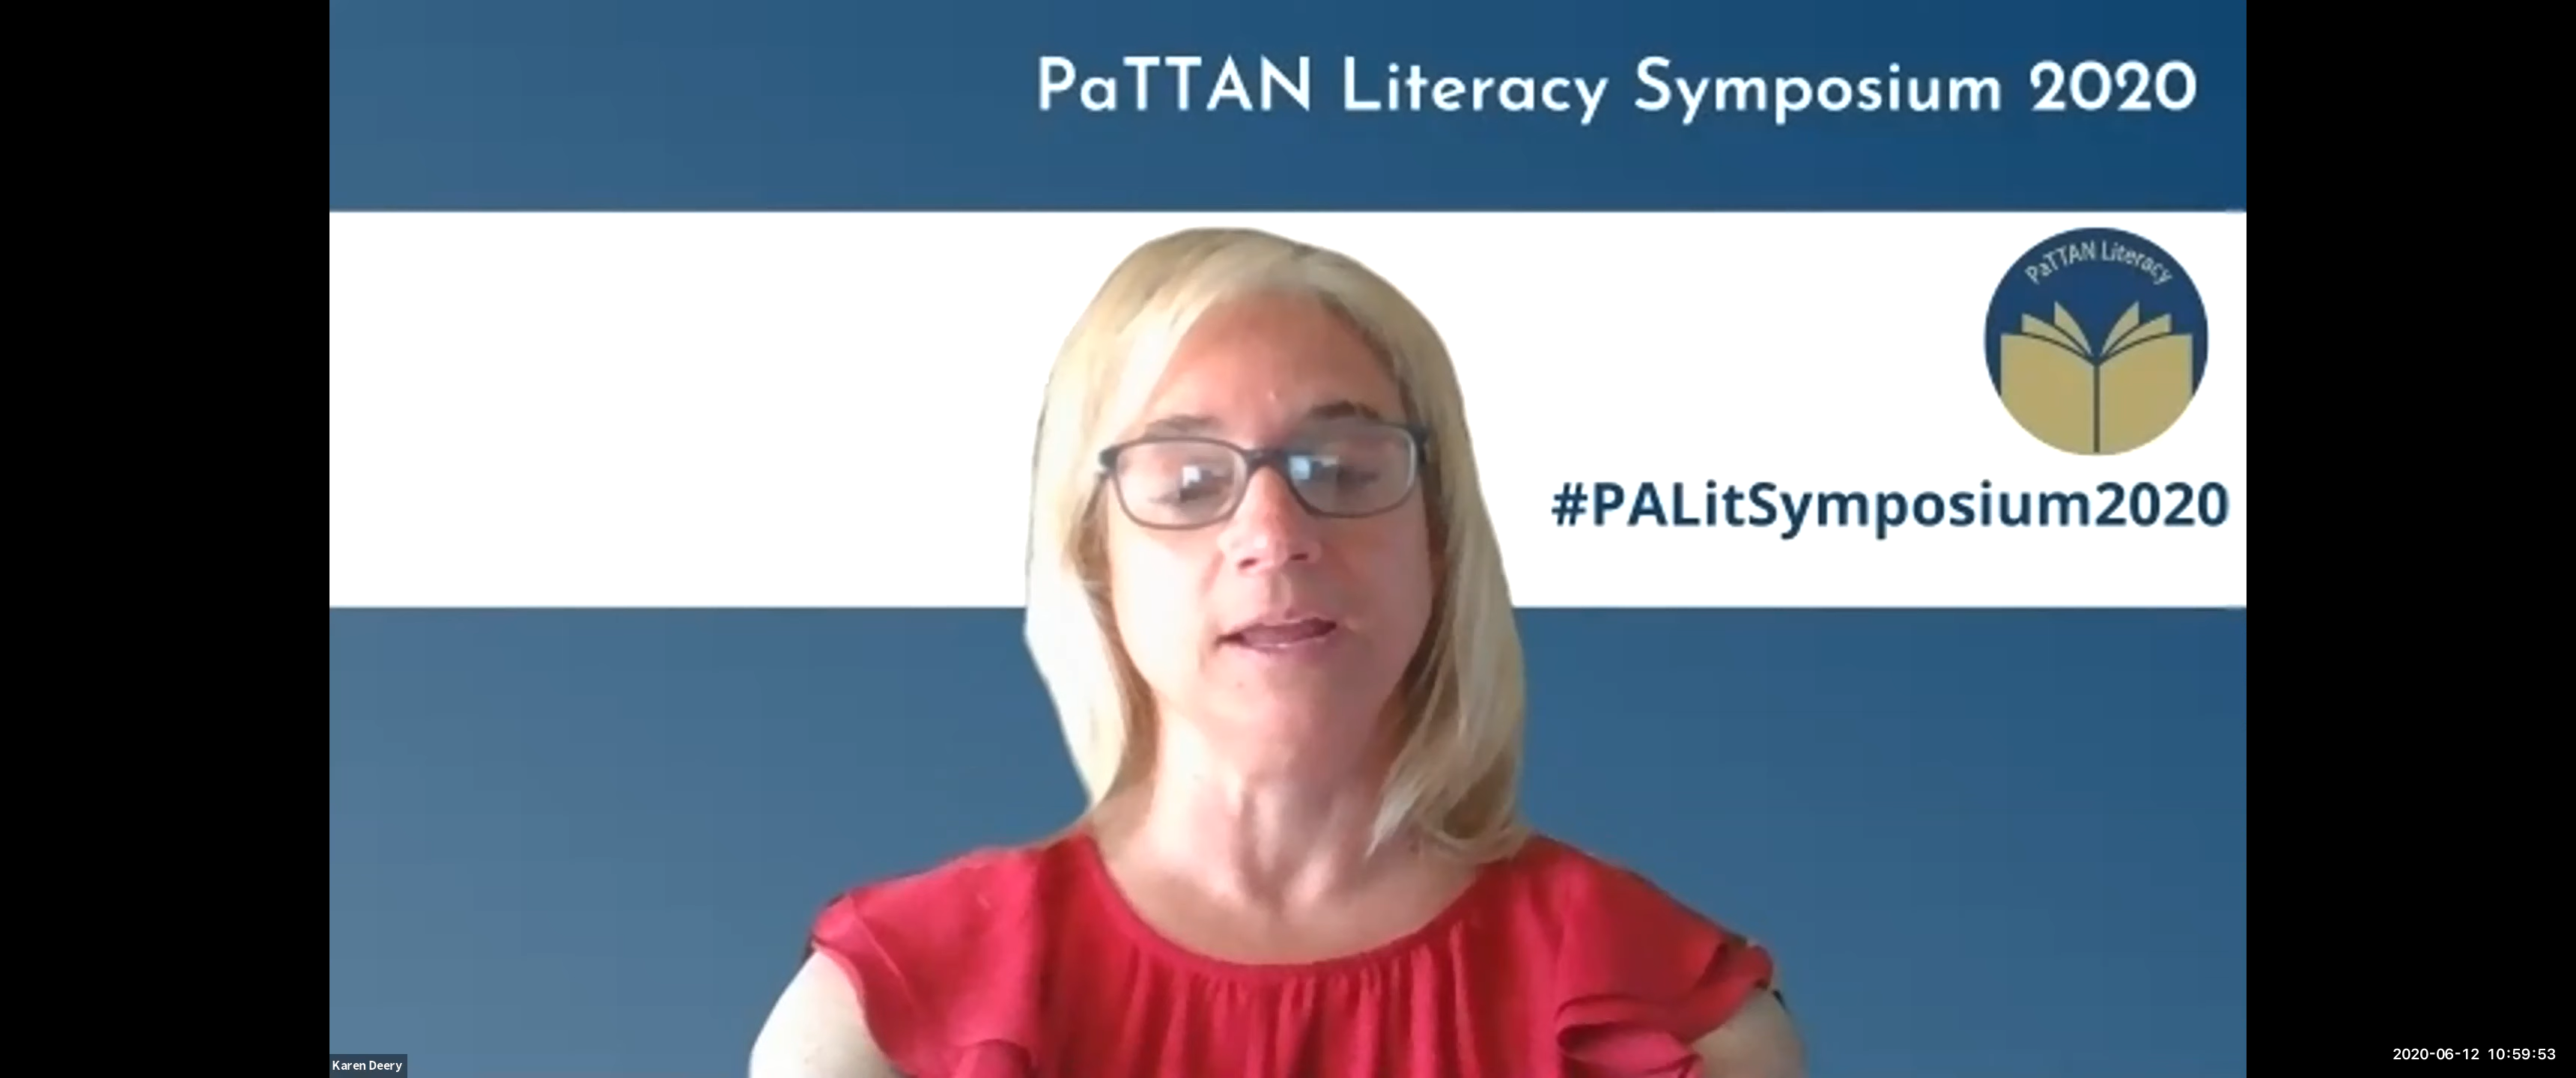 PaTTAN Literacy Symposium 2020
PaTTAN Literacy
#PALitSymposium2020
Karen Deery
2020-06-12 10:59:53